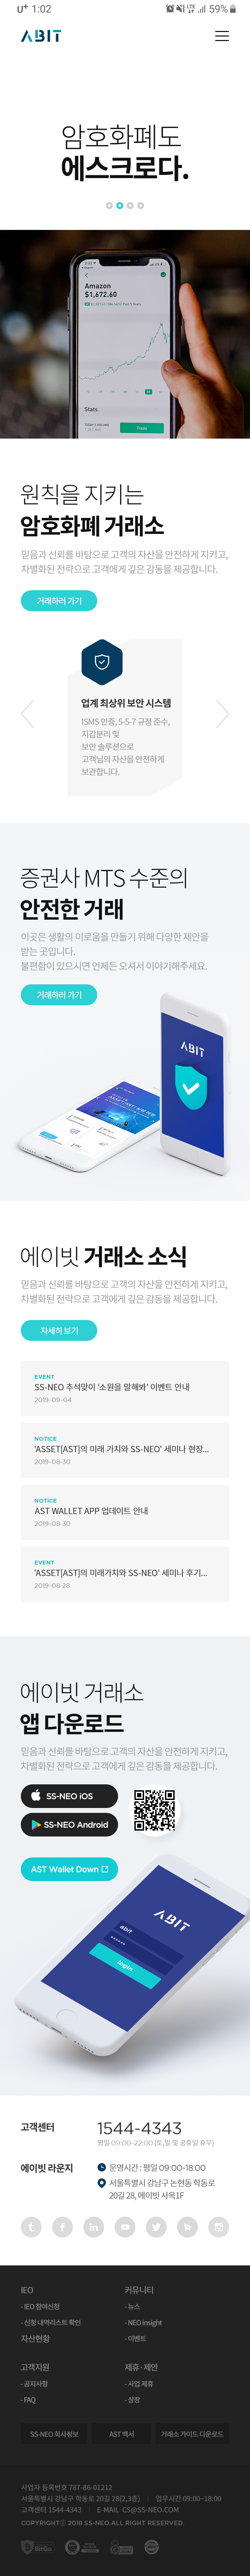 U+ 1:02
LTE 59%
ABIT
암호화폐도
에스크로다.
Amazon
$1,672.60
Stats
Trade
원칙을 지키는
암호화폐 거래소
믿음과 신뢰를 바탕으로 고객의 자산을 안전하게 지키고,
차별화된 전략으로 고객에게 깊은 감동을 제공합니다.
거래하러 가기
업계 최상위 보안 시스템
ISMS 인증, 5-5-7 규정 준수,
지갑분리 및
보안 솔루션으로
고객님의 자산을 안전하게
보관합니다.
증권사 MTS 수준의
안전한 거래
이곳은 생활의 이로움을 만들기 위해 다양한 제안을
받는 곳입니다.
불편함이 있으시면 언제든 오셔서 이야기해주세요.
거래하러 가기
ABIT
에이빗 거래소 소식
믿음과 신뢰를 바탕으로 고객의 자산을 안전하게 지키고,
차별화된 전략으로 고객에게 깊은 감동을 제공합니다.
자세히 보기
EVENT
SS-NEO 추석맞이 '소원을 말해봐' 이벤트 안내
2019-09-04
NOTICE
'ASSET[AST]의 미래 가치와 SS-NEO' 세미나 현장...
2019-08-30
NOTICE
AST WALLET APP 업데이트 안내
2019-08-30
EVENT
'ASSET[AST]의 미래가치와 SS-NEO' 세미나 후기...
2019-08-28
에이빗 거래소
앱 다운로드
믿음과 신뢰를 바탕으로 고객의 자산을 안전하게 지키고,
차별화된 전략으로 고객에게 깊은 감동을 제공합니다.
SS-NEO iOS
SS-NEO Android
AST Wallet Down
ABIT
abit
login
고객센터
1544-4343
평일 09:00~22:00 (토,일 및 공휴일 휴무)
에이빗 라운지
운영시간 : 평일 09:00~18:00
서울특별시 강남구 논현동 학동로
20길 28, 에이빗 사옥1F
IEO
커뮤니티
- IEO 참여신청
- 뉴스
- 신청 내역리스트 확인
- NEO insight
자산현황
- 이벤트
고객지원
제휴 · 제안
- 공지사항
- 사업 제휴
- FAQ
- 상장
SS-NEO 회사정보
AST 백서
거래소 가이드 다운로드
사업자 등록번호 787-86-01212
서울특별시 강남구 학동로 20길 28(2,3층) | 업무시간 09:00~18:00
고객센터 1544-4343 | E-MAIL CS@SS-NEO.COM
COPYRIGHTⓒ 2018 SS-NEO.ALL RIGHT RESERVED.
BitGo